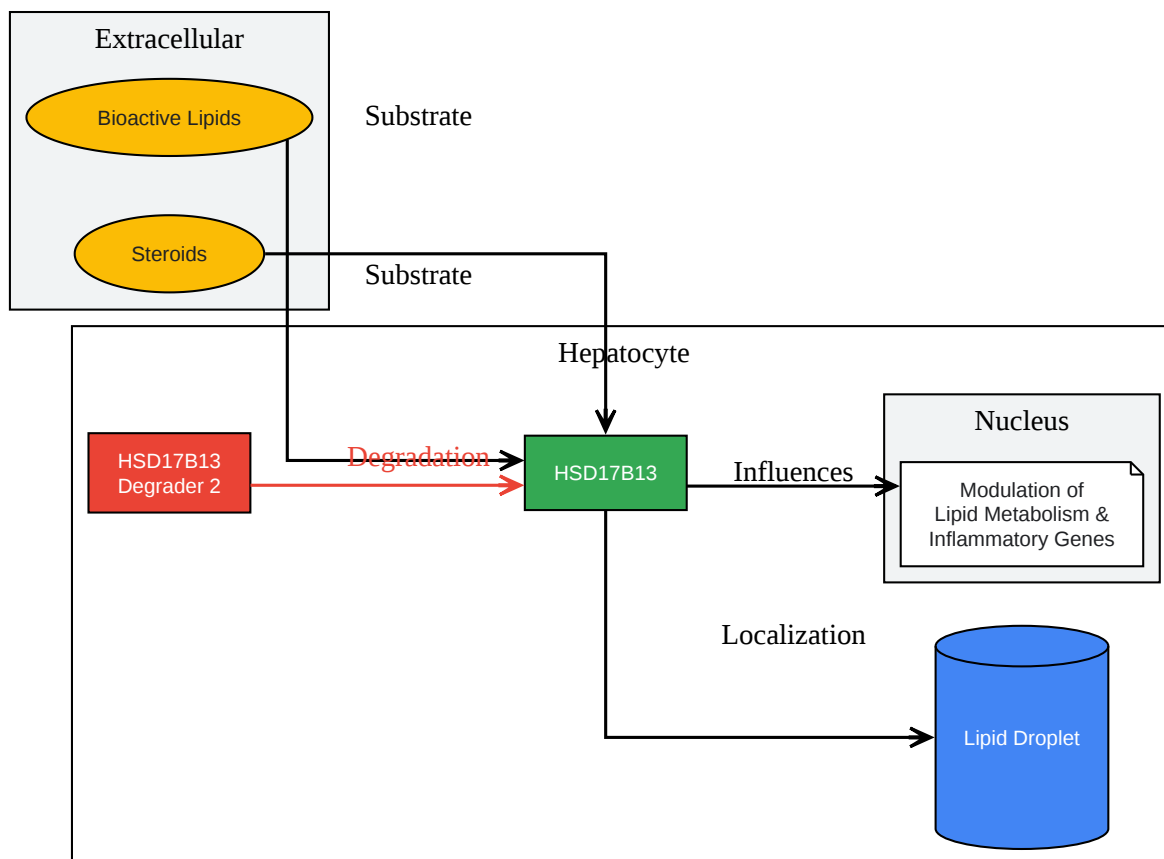 Extracellular
Bioactive Lipids
Substrate
Steroids
Substrate
Hepatocyte
HSD17B13
Degrader 2
Degradation
HSD17B13
Influences
Nucleus
Modulation of
Lipid Metabolism &
Inflammatory Genes
Localization
Lipid Droplet